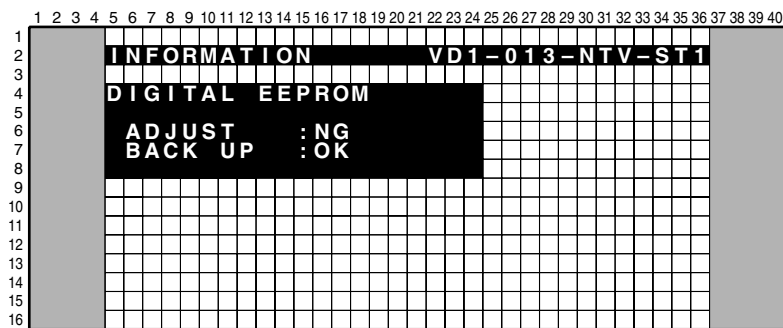 1 2 3 4 5 6 7 8 9 10 11 12 13 14 15 16 17 18 19 20 21 22 23 24 25 26 27 28 29 30 31 32 33 34 35 36 37 38 39 40
1
2 INFORMATION VD1-013-NTV-ST1
3
4 DIGITAL EEPROM
5
6 ADJUST :NG
7 BACK UP :OK
8
9
10
11
12
13
14
15
16